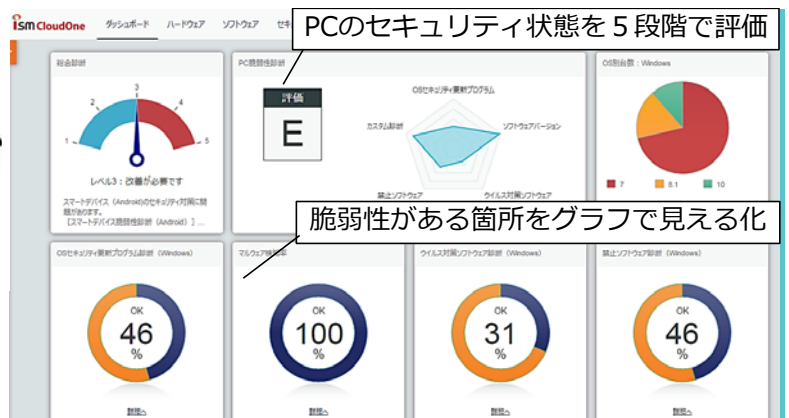 ism CloudOne ダッシュボード ハードウェア ソフトウェア
PCのセキュリティ状態を５段階で評価
総合診断
PC脆弱性診断
OS別台数：Windows
1
2
3
4
5
レベル3：改善が必要です
スマートデバイス（Android)のセキュリティ対策に問
題があります。
【スマートデバイス脆弱性診断（Android）】...
評価
E
OSセキュリティ更新プログラム
カスタム診断
ソフトウェアバージョン
禁止ソフトウェア
ウイルス対策ソフトウェア
7
8.1
10
脆弱性がある箇所をグラフで見える化
OSセキュリティ更新プログラム診断（Windows）
OK
46
%
詳細へ
OK
100
%
詳細へ
ウイルス対策ソフトウェア診断（Windows）
OK
31
%
詳細へ
禁止ソフトウェア診断（Windows）
OK
46
%
詳細へ